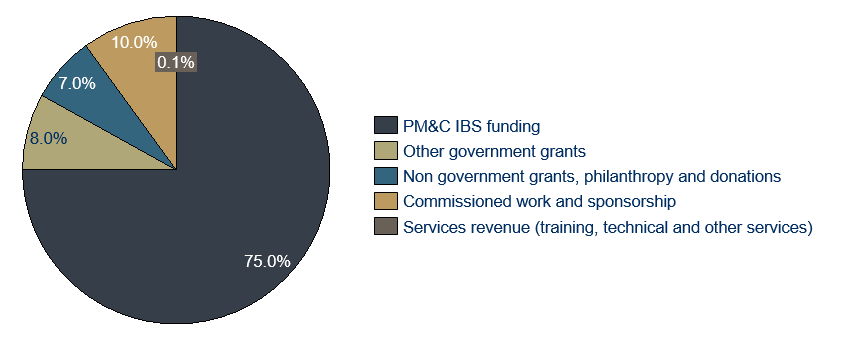 10.0%
0.1%
7.0%
8.0%
75.0%
PM&C IBS funding
Other government grants
Non government grants, philanthropy and donations
Commissioned work and sponsorship
Services revenue (training, technical and other services)